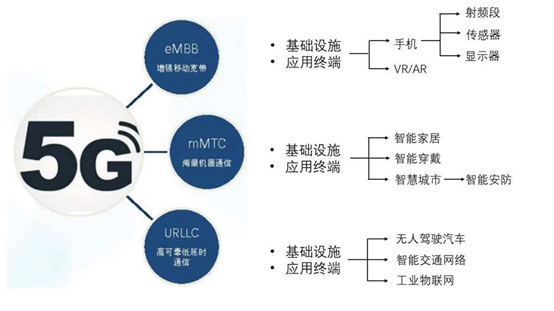 5G
eMBB
增强移动宽带
• 基础设施
• 应用终端
手机
射频段
传感器
显示器
VR/AR
mMTC
海量机器通信
• 基础设施
• 应用终端
智能家居
智能穿戴
智慧城市
智能安防
URLLC
高可靠低延时
通信
• 基础设施
• 应用终端
无人驾驶汽车
智能交通网络
工业物联网